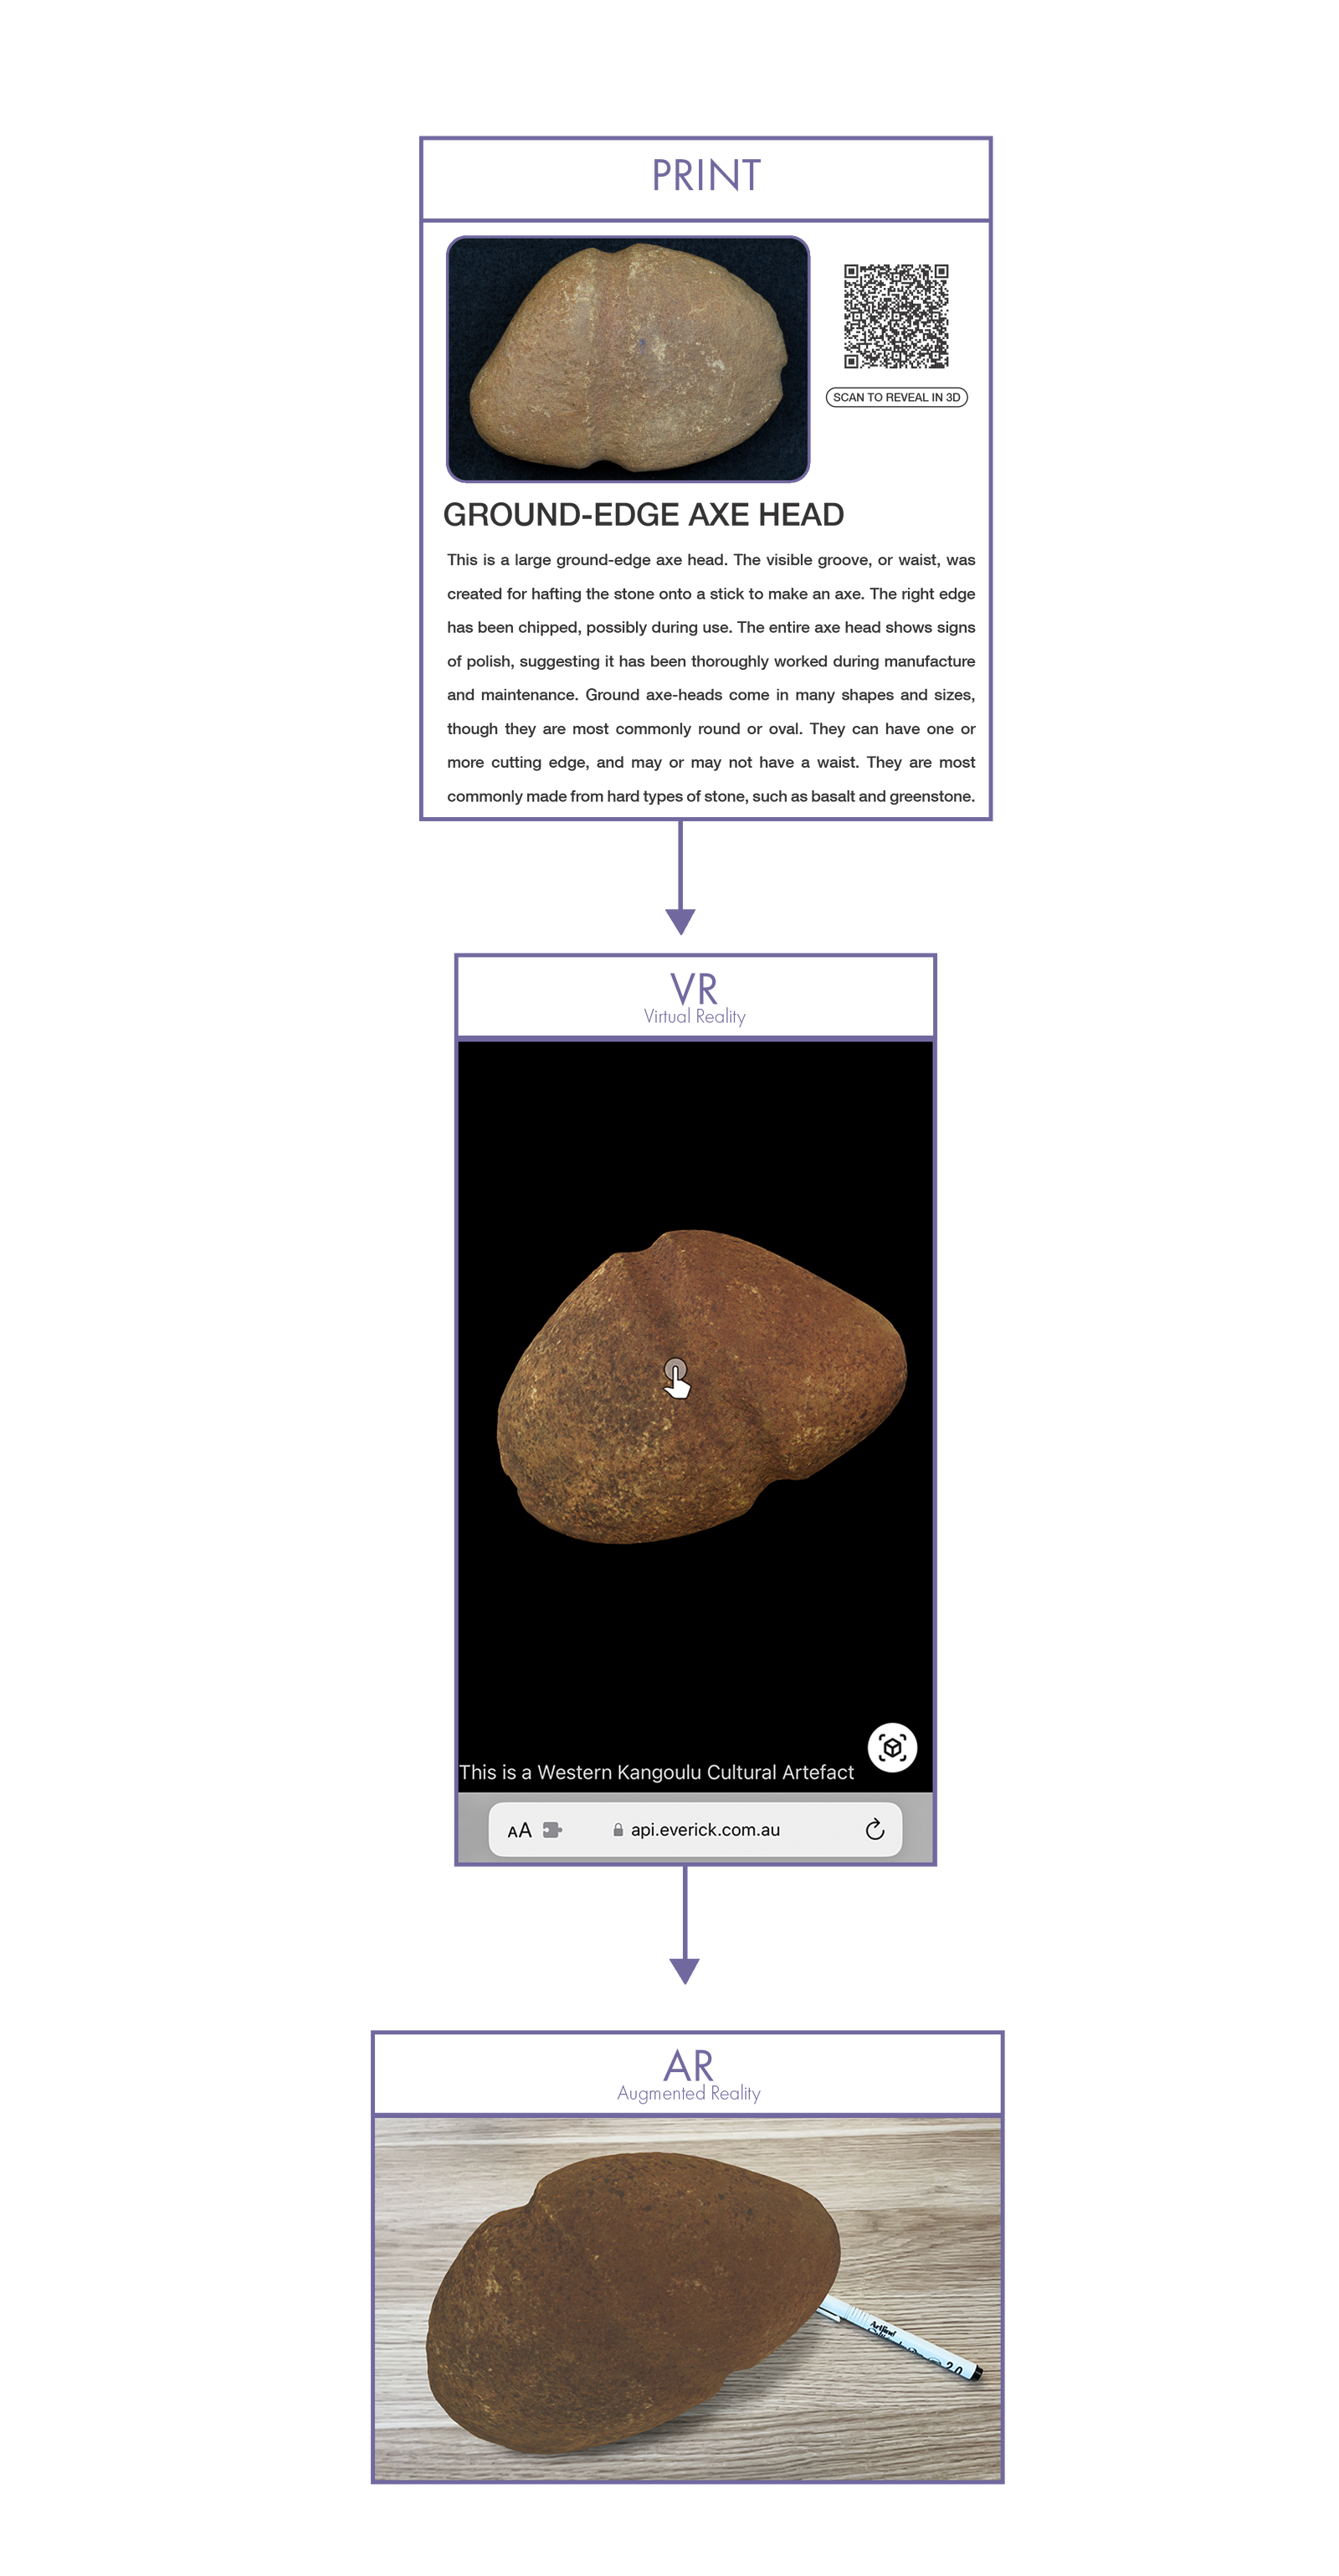 PRINT
SCAN TO REVEAL IN 3D
GROUND-EDGE AXE HEAD
This is a large ground-edge axe head. The visible groove, or waist, was
created for hafting the stone onto a stick to make an axe. The right edge
has been chipped, possibly during use. The entire axe head shows signs
of polish, suggesting it has been thoroughly worked during manufacture
and maintenance. Ground axe-heads come in many shapes and sizes,
though they are most commonly round or oval. They can have one or
more cutting edge, and may or may not have a waist. They are most
commonly made from hard types of stone, such as basalt and greenstone.
VR
Virtual Reality
This is a Western Kangoulu Cultural Artefact
AA api.everick.com.au
AR
Augmented Reality
Artline
2.0